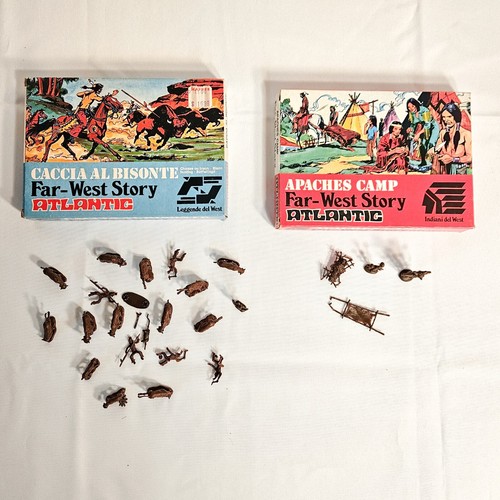 CACCIA AL BISONTE
Far-West Story
ATLANTIC
Leggende del West
APACHES CAMP
Far-West Story
ATLANTIC
Indiani del West